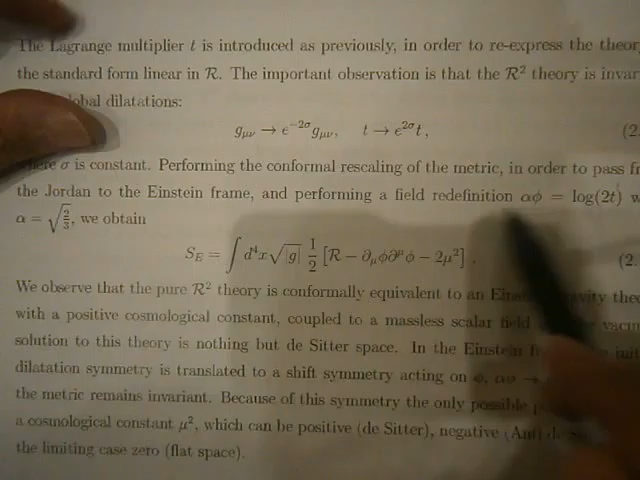 The Lagrange multiplier t is introduced as previously, in order to re-express the theor
the standard form linear in ℛ. The important observation is that the ℛ² theory is invar
obal dilatations:
g_μν → e^{−2σ} g_μν, t → e^{2σ} t, (2.
where σ is constant. Performing the conformal rescaling of the metric, in order to pass fr
the Jordan to the Einstein frame, and performing a field redefinition αφ = log(2t) w
α = √(2/3), we obtain
S_E = ∫ d⁴x √|g| 1/2 [ℛ − ∂_μφ∂^μφ − 2μ²] . (2.
We observe that the pure ℛ² theory is conformally equivalent to an Einst vity theo
with a positive cosmological constant, coupled to a massless scalar field vacuu
solution to this theory is nothing but de Sitter space. In the Einstein f initi
dilatation symmetry is translated to a shift symmetry acting on φ, →
the metric remains invariant. Because of this symmetry the only possible p
a cosmological constant μ², which can be positive (de Sitter), negative (Anti de S
the limiting case zero (flat space).